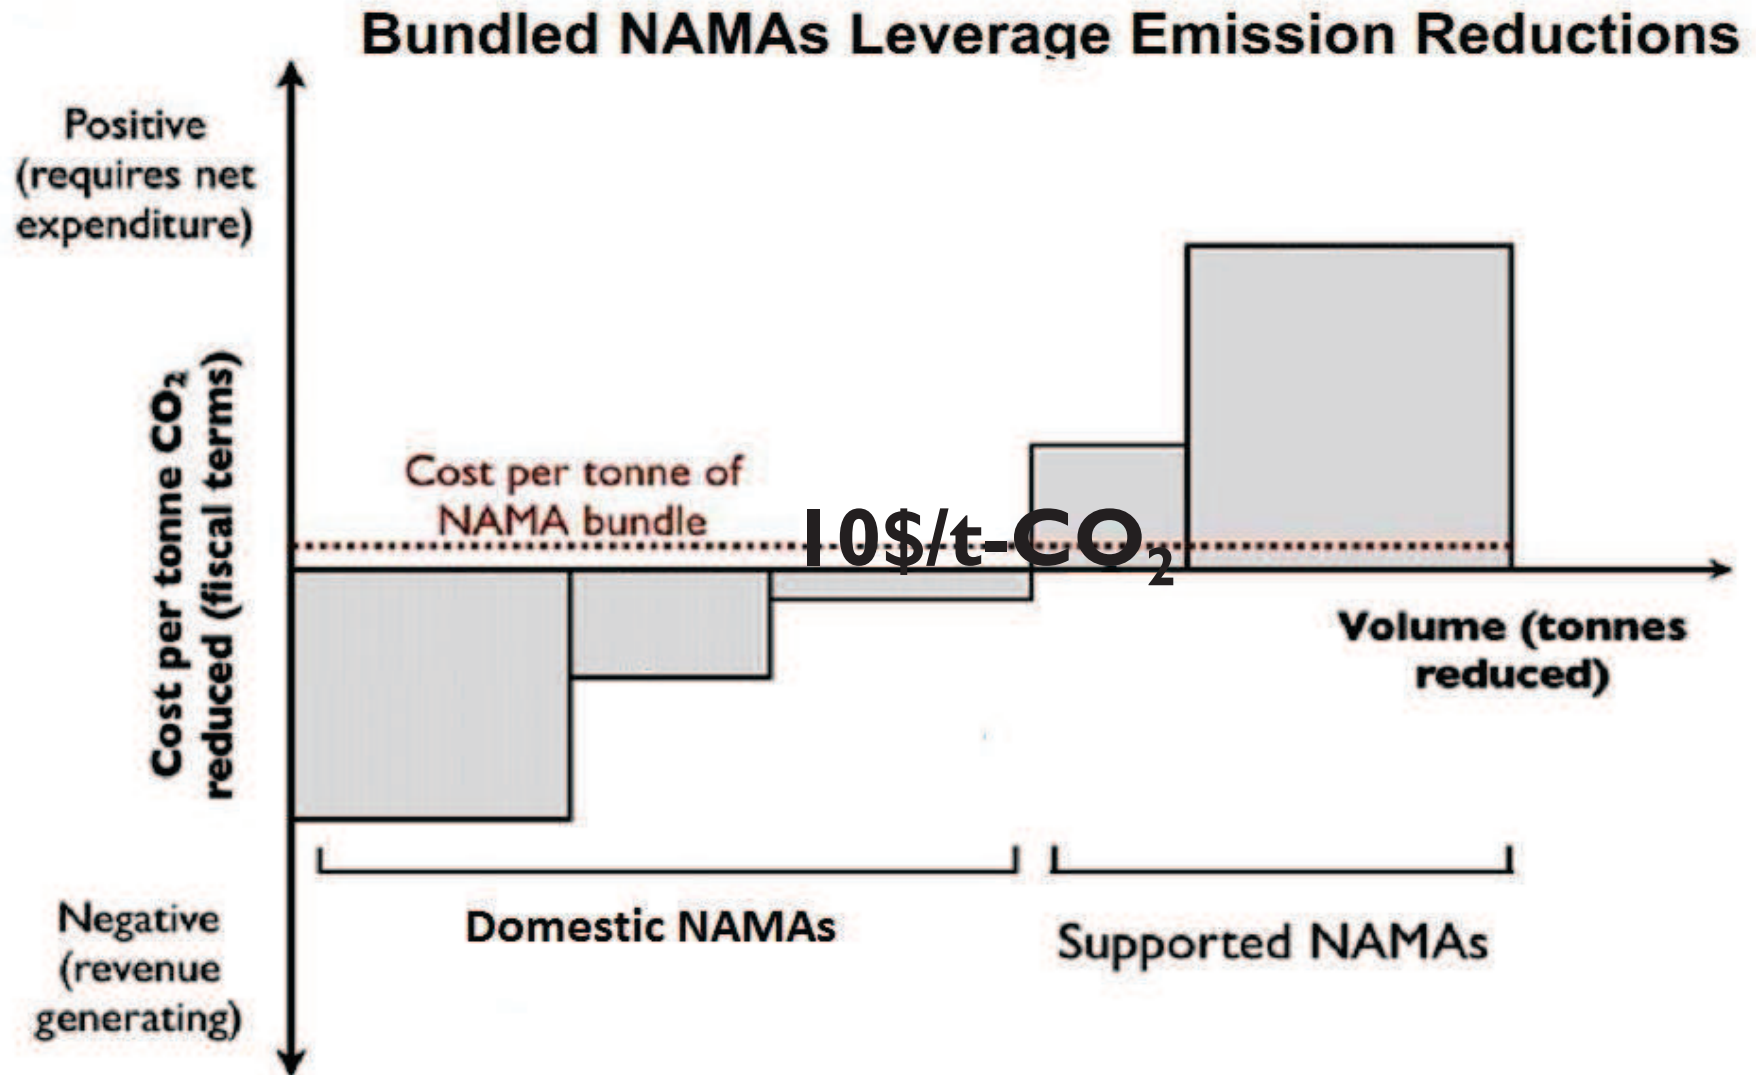 Bundled NAMAs Leverage Emission Reductions
Positive
(requires net
expenditure)
Cost per tonne CO₂
reduced (fiscal terms)
Cost per tonne of
NAMA bundle
10$/t-CO₂
Volume (tonnes
reduced)
Domestic NAMAs
Supported NAMAs
Negative
(revenue
generating)